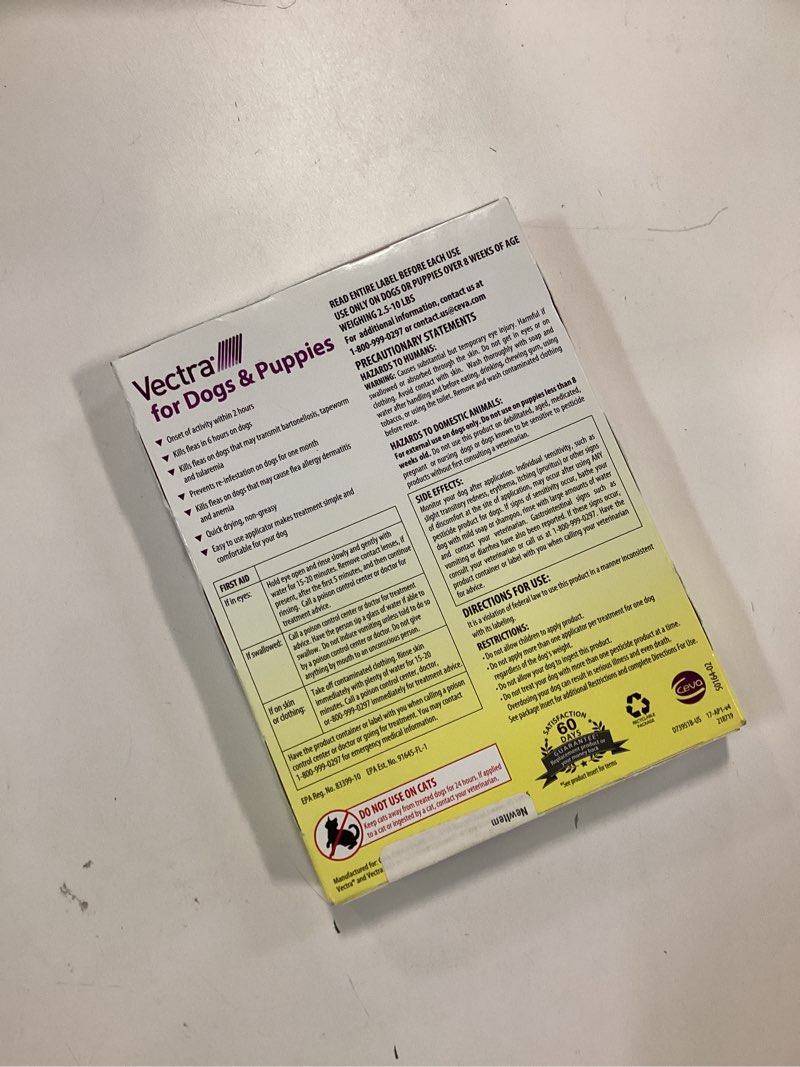 Vectra®
for Dogs & Puppies
Onset of activity within 2 hours
Kills fleas in 6 hours on dogs
Kills fleas on dogs that may transmit bartonellosis, tapeworm
and tularemia
Prevents re-infestation on dogs for one month
Kills fleas on dogs that may cause flea allergy dermatitis
and anemia
Quick drying, non-greasy
Easy to use applicator makes treatment simple and
comfortable for your dog
FIRST AID
If in eyes:
Hold eye open and rinse slowly and gently with
water for 15-20 minutes. Remove contact lenses, if
present, after the first 5 minutes, and then continue
rinsing. Call a poison control center or doctor for
treatment advice.
If swallowed:
Call a poison control center or doctor for treatment
advice. Have the person sip a glass of water if able to
swallow. Do not induce vomiting unless told to do so
by a poison control center or doctor. Do not give
anything by mouth to an unconscious person.
If on skin
or clothing:
Take off contaminated clothing. Rinse skin
immediately with plenty of water for 15-20
minutes. Call a poison control center, doctor,
or 800-999-0297 immediately for treatment advice.
Have the product container or label with you when calling a poison
control center or doctor or going for treatment. You may contact
1-800-999-0297 for emergency medical information.
EPA Reg. No. 83399-10 EPA Est. No. 91645-FL-1
DO NOT USE ON CATS
Keep cats away from treated dogs for 24 hours. If applied
to a cat or ingested by a cat, contact your veterinarian.
Manufactured for:
Vectra® and Vectra
NewItem
READ ENTIRE LABEL BEFORE EACH USE
USE ONLY ON DOGS OR PUPPIES OVER 8 WEEKS OF AGE
WEIGHING 2.5-10 LBS
For additional information, contact us at
1-800-999-0297 or contact.us@ceva.com
PRECAUTIONARY STATEMENTS
HAZARDS TO HUMANS:
WARNING: Causes substantial but temporary eye injury. Harmful if
swallowed or absorbed through the skin. Do not get in eyes or on
clothing. Avoid contact with skin. Wash thoroughly with soap and
water after handling and before eating, drinking, chewing gum, using
tobacco, or using the toilet. Remove and wash contaminated clothing
before reuse.
HAZARDS TO DOMESTIC ANIMALS:
For external use on dogs only. Do not use on puppies less than 8
weeks old. Do not use this product on debilitated, aged, medicated,
pregnant or nursing dogs or dogs known to be sensitive to pesticide
products without first consulting a veterinarian.
SIDE EFFECTS:
Monitor your dog after application. Individual sensitivity, such as
slight transitory redness, erythema, itching (pruritus) or other signs
of discomfort at the site of application, may occur after using ANY
pesticide product for dogs. If signs of sensitivity occur, bathe your
dog with mild soap or shampoo, rinse with large amounts of water
and contact your veterinarian. Gastrointestinal signs such as
vomiting or diarrhea have also been reported, if these signs occur,
consult your veterinarian or call us at 1-800-999-0297. Have the
product container or label with you when calling your veterinarian
for advice.
DIRECTIONS FOR USE:
It is a violation of federal law to use this product in a manner inconsistent
with its labeling.
RESTRICTIONS:
• Do not allow children to apply product.
• Do not apply more than one applicator per treatment for one dog
regardless of the dog's weight.
• Do not allow your dog to ingest this product.
• Do not treat your dog with more than one pesticide product at a time.
Overdosing your dog can result in serious illness and even death.
See package insert for additional Restrictions and complete Directions For Use.
SATISFACTION
60
DAYS
GUARANTEE*
Replacement product or
your money back
*See product insert for terms
RECYCLABLE
PACKAGE
ceva
S0164-02
D73951B-US 17-AP1-v4
218719